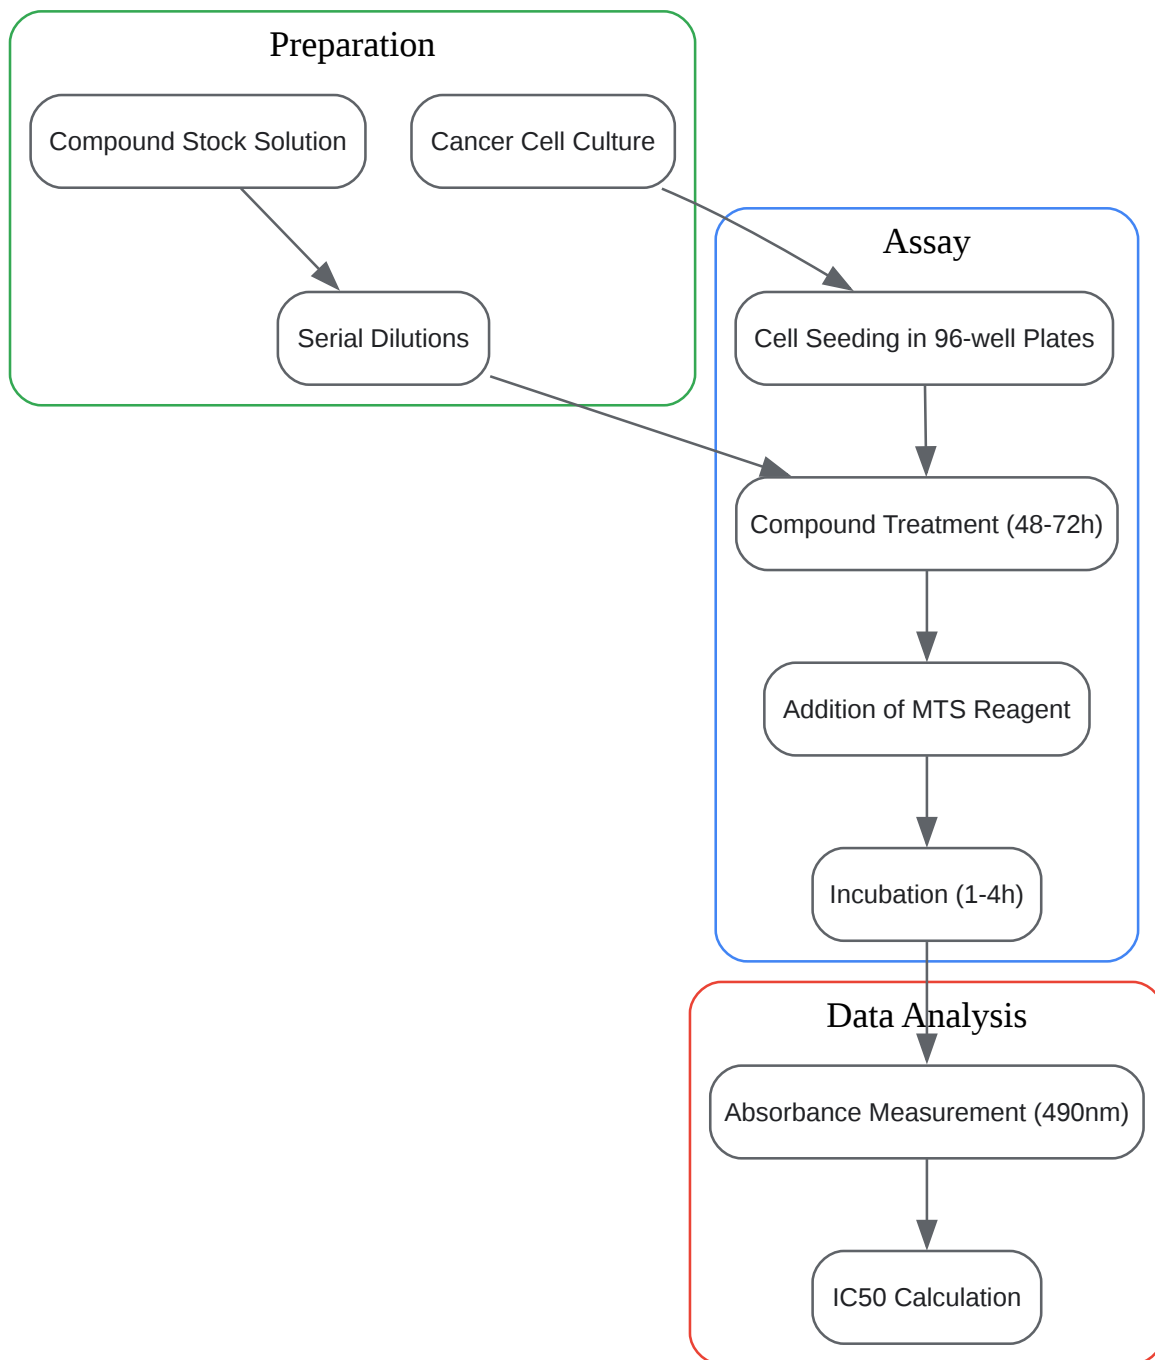 Preparation
Compound Stock Solution
Cancer Cell Culture
Serial Dilutions
Assay
Cell Seeding in 96-well Plates
Compound Treatment (48-72h)
Addition of MTS Reagent
Incubation (1-4h)
Data Analysis
Absorbance Measurement (490nm)
IC50 Calculation